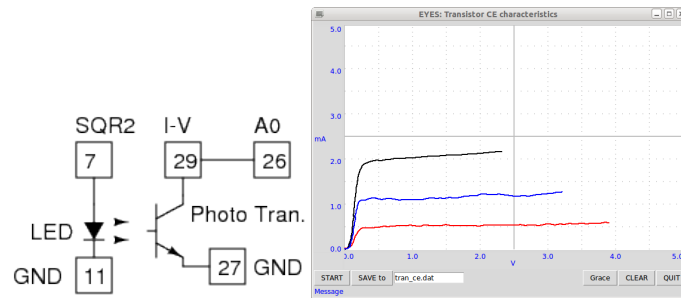 SQR2 I-V A0
7 29 26
LED Photo Tran.
GND 11 27 GND
EYES: Transistor CE characteristics
5.0
4.0
3.0
mA
2.0
1.0
0.0
0.0 1.0 2.0 3.0 4.0 5.0
V
START SAVE to tran_ce.dat Grace CLEAR QUIT
Message